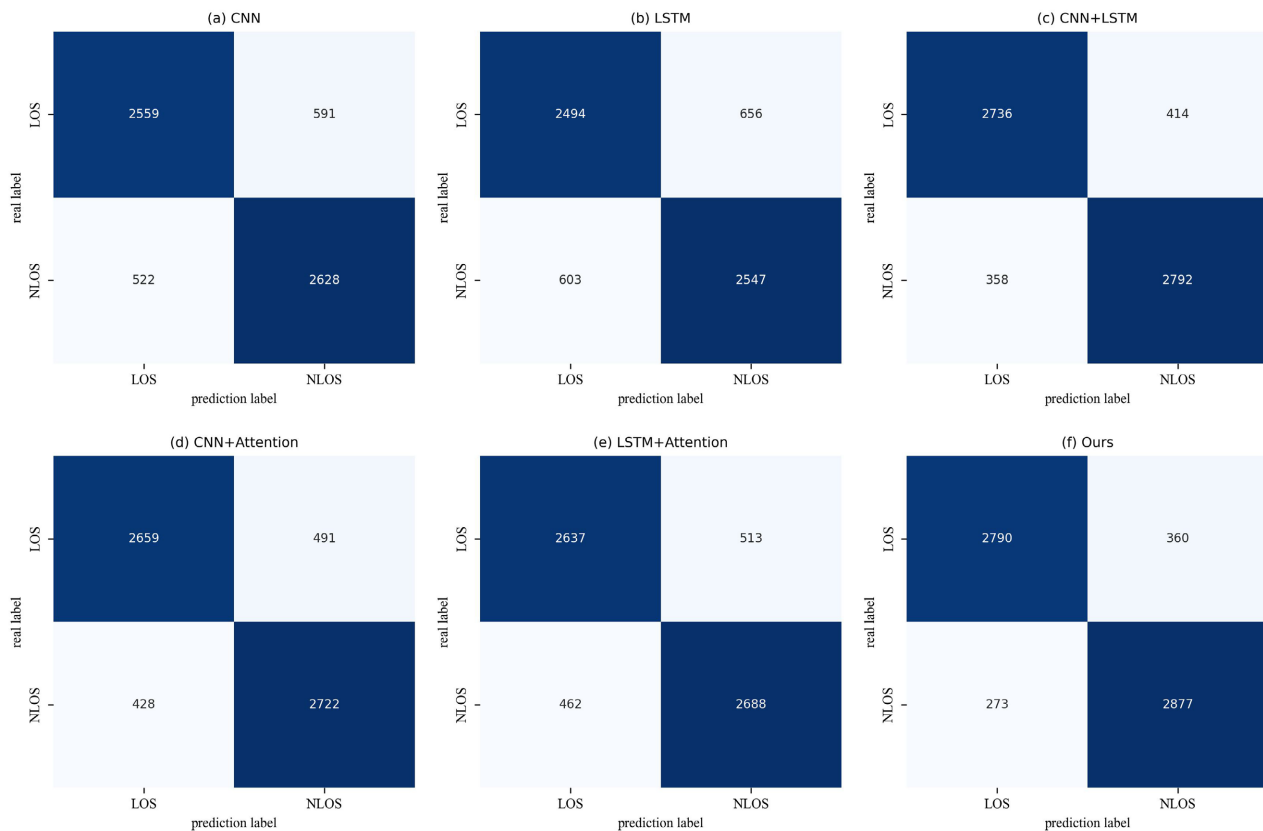 (a) CNN
LOS
2559
591
real label
NLOS
522
2628
LOS
NLOS
prediction label
(b) LSTM
LOS
2494
656
real label
NLOS
603
2547
LOS
NLOS
prediction label
(c) CNN+LSTM
LOS
2736
414
real label
NLOS
358
2792
LOS
NLOS
prediction label
(d) CNN+Attention
LOS
2659
491
real label
NLOS
428
2722
LOS
NLOS
prediction label
(e) LSTM+Attention
LOS
2637
513
real label
NLOS
462
2688
LOS
NLOS
prediction label
(f) Ours
LOS
2790
360
real label
NLOS
273
2877
LOS
NLOS
prediction label